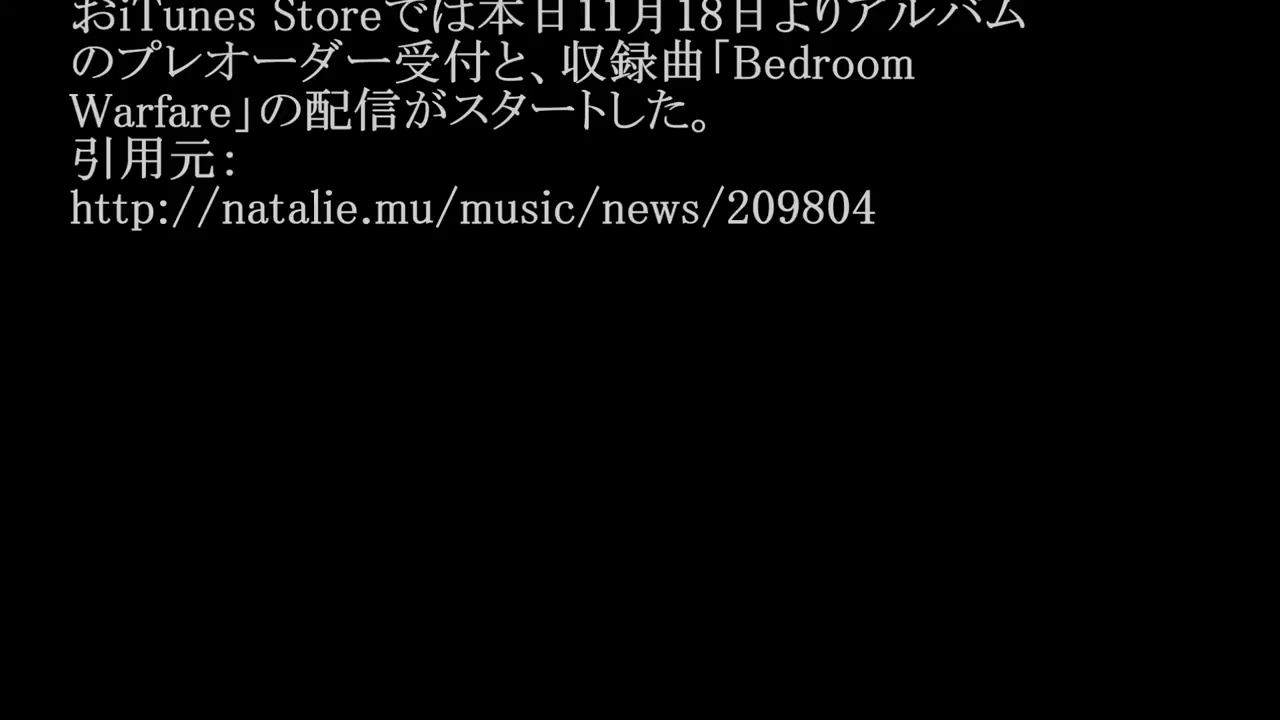 おiTunes Storeでは本日11月18日よりアルバム
のプレオーダー受付と、収録曲「Bedroom
Warfare」の配信がスタートした。
引用元：
http://natalie.mu/music/news/209804